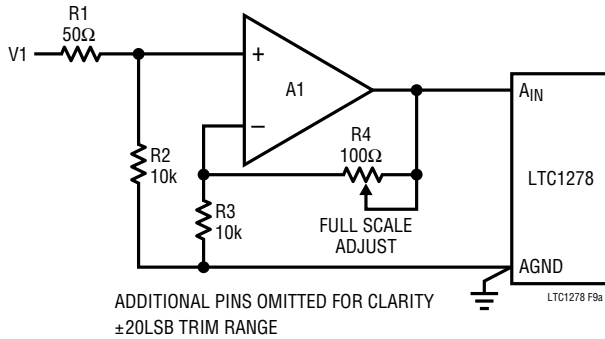 R1
50Ω
V1
+
A1
−
AIN
R4
100Ω
LTC1278
R2
10k
R3
10k
FULL SCALE
ADJUST
AGND
LTC1278 F9a
ADDITIONAL PINS OMITTED FOR CLARITY
±20LSB TRIM RANGE